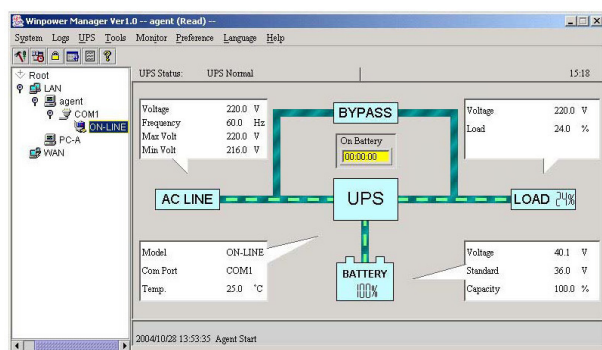 Winpower Manager Ver1.0 -- agent (Read) --
System Logs UPS Tools Monitor Preference Language Help
Root
LAN
agent
COM1
ON-LINE
PC-A
WAN
UPS Status: UPS Normal 15:18
Voltage 220.0 V
Frequency 60.0 Hz
Max Volt 220.0 V
Min Volt 216.0 V
BYPASS
On Battery
00:00:00
Voltage 220.0 V
Load 24.0 %
AC LINE
UPS
LOAD 24%
Model ON-LINE
Com Port COM1
Temp. 25.0 °C
BATTERY
100%
Voltage 40.1 V
Standard 36.0 V
Capacity 100.0 %
2004/10/28 13:53:35 Agent Start